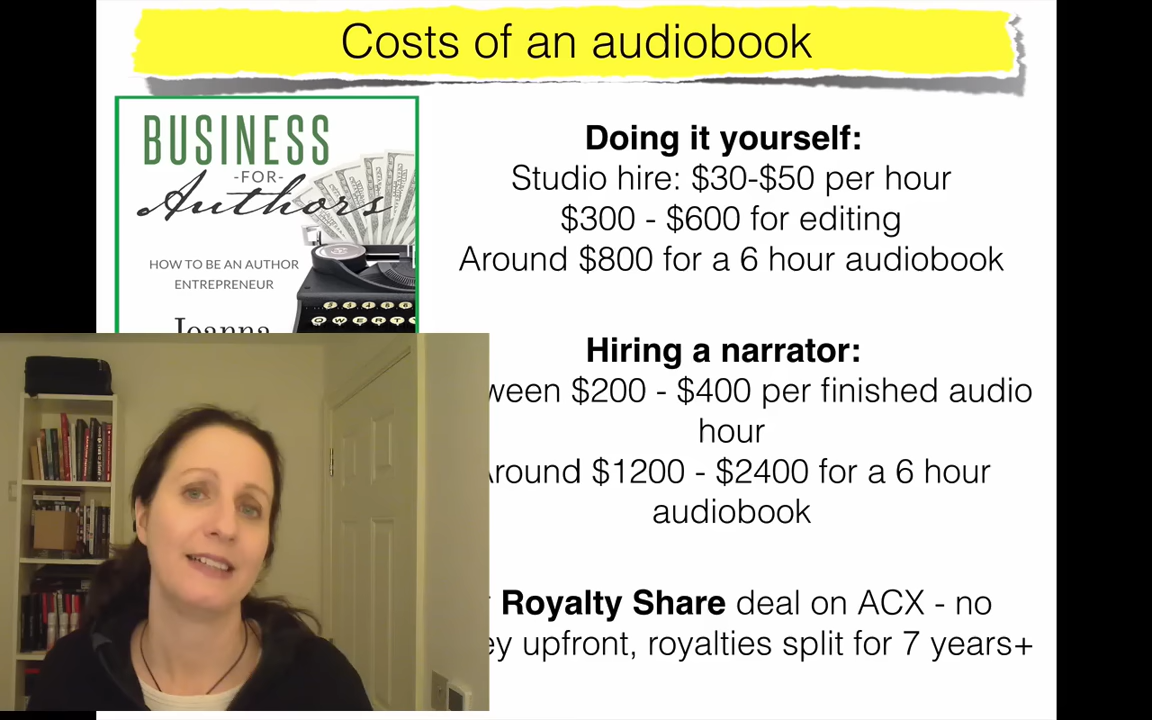 Costs of an audiobook
BUSINESS
-FOR-
Authors
HOW TO BE AN AUTHOR
ENTREPRENEUR
Joanna
Doing it yourself:
Studio hire: $30-$50 per hour
$300 - $600 for editing
Around $800 for a 6 hour audiobook
Hiring a narrator:
ween $200 - $400 per finished audio
hour
Around $1200 - $2400 for a 6 hour
audiobook
Royalty Share deal on ACX - no
ey upfront, royalties split for 7 years+